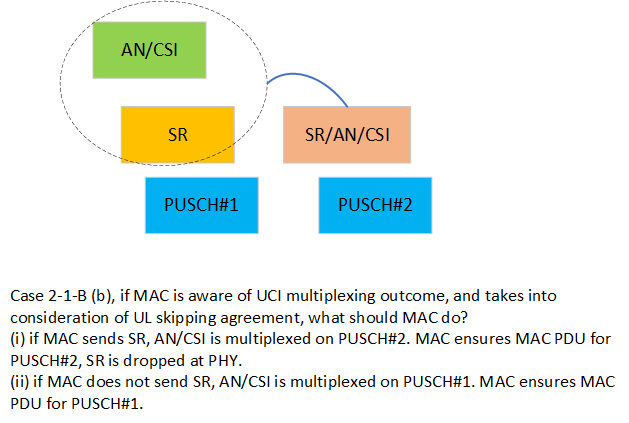 AN/CSI
SR
SR/AN/CSI
PUSCH#1
PUSCH#2
Case 2-1-B (b), if MAC is aware of UCI multiplexing outcome, and takes into
consideration of UL skipping agreement, what should MAC do?
(i) if MAC sends SR, AN/CSI is multiplexed on PUSCH#2. MAC ensures MAC PDU for
PUSCH#2, SR is dropped at PHY.
(ii) if MAC does not send SR, AN/CSI is multiplexed on PUSCH#1. MAC ensures MAC
PDU for PUSCH#1.